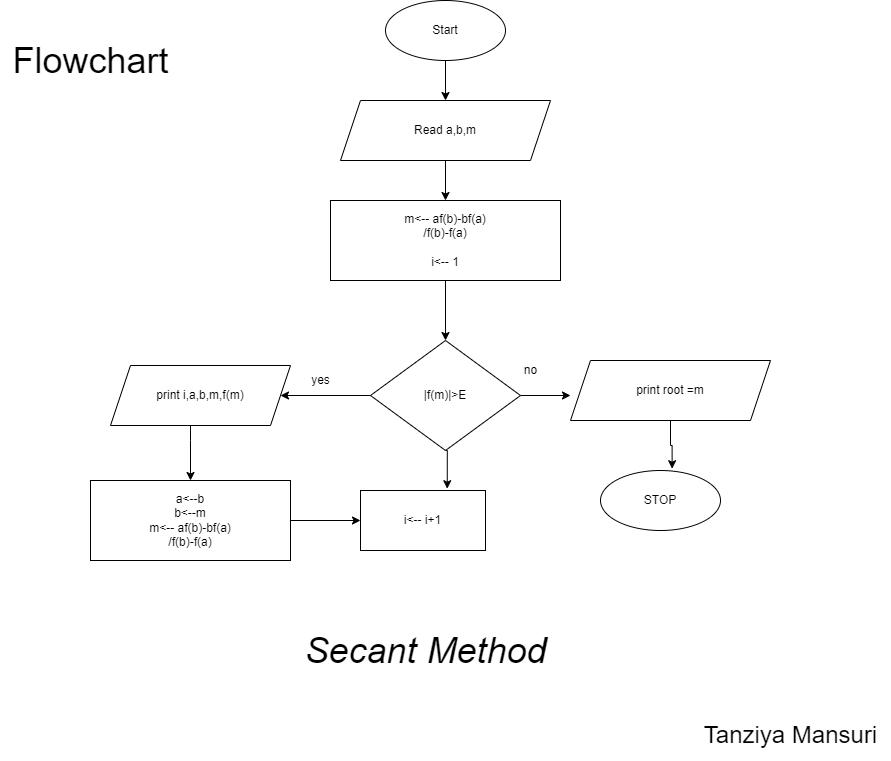 Start
Flowchart
Read a,b,m
m<-- af(b)-bf(a)
/f(b)-f(a)
i<-- 1
yes
no
print i,a,b,m,f(m)
|f(m)|>E
print root =m
a<--b
b<--m
m<-- af(b)-bf(a)
/f(b)-f(a)
i<-- i+1
STOP
Secant Method
Tanziya Mansuri